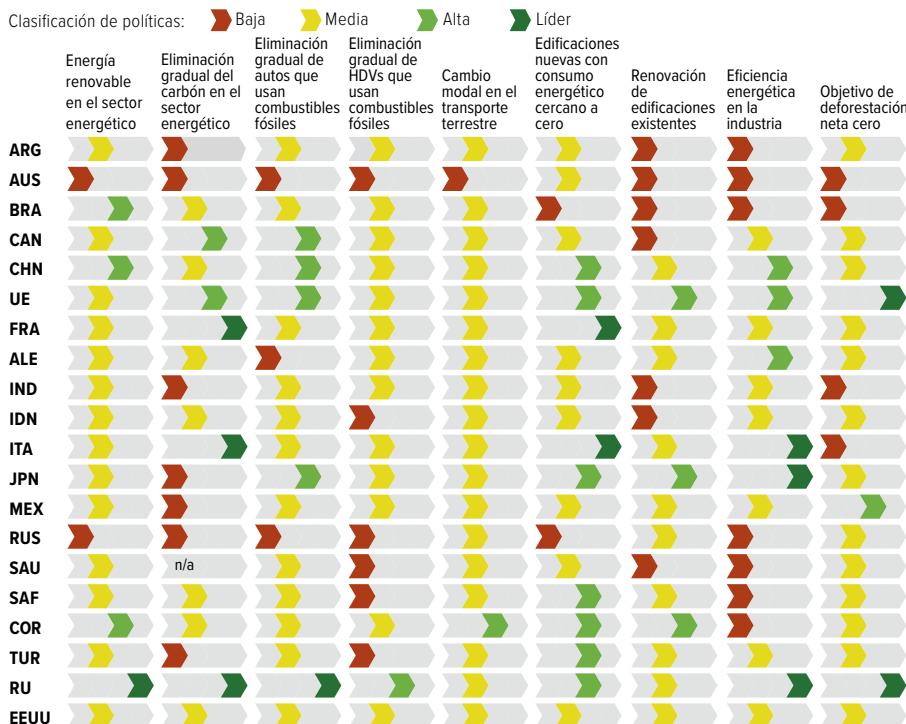 Clasificación de políticas: Baja Media Alta Líder
Energía
renovable
en el sector
energético
Eliminación
gradual del
carbón en el
sector
energético
Eliminación
gradual de
autos que
usan
combustibles
fósiles
Eliminación
gradual de
HDVs que
usan
combustibles
fósiles
Cambio
modal en el
transporte
terrestre
Edificaciones
nuevas con
consumo
energético
cercano a
cero
Renovación
de
edificaciones
existentes
Eficiencia
energética
en la
industria
Objetivo de
deforestación
neta cero
ARG
AUS
BRA
CAN
CHN
UE
FRA
ALE
IND
IDN
ITA
JPN
MEX
RUS
SAU n/a
SAF
COR
TUR
RU
EEUU